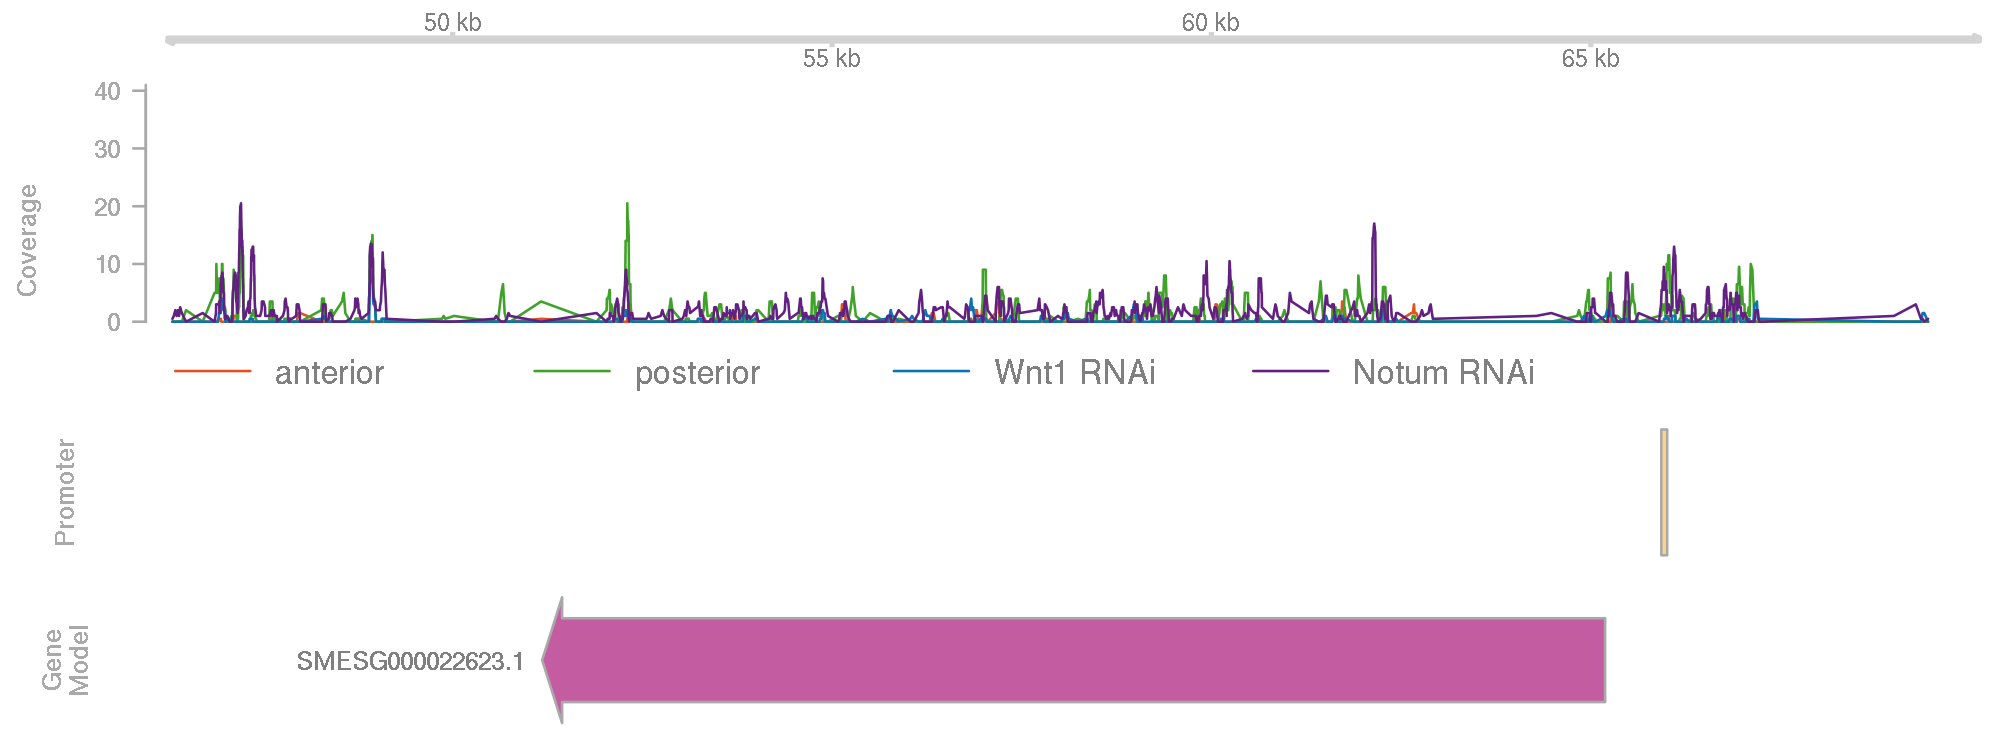 50 kb
60 kb
55 kb
65 kb
40
30
20
10
0
Coverage
anterior
posterior
Wnt1 RNAi
Notum RNAi
Promoter
Gene
Model
SMESG000022623.1